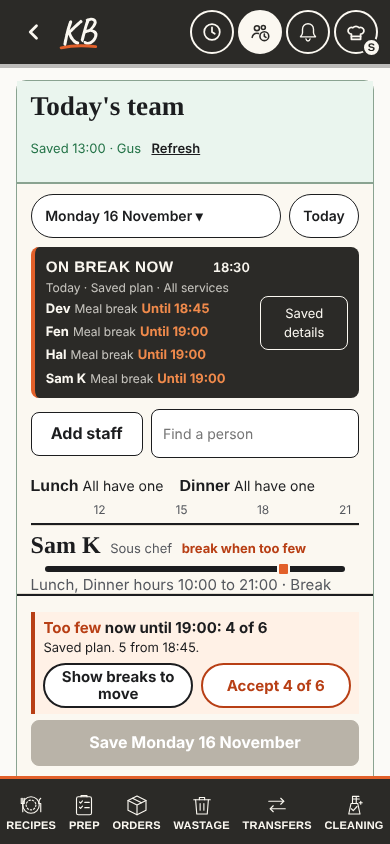 KB
S
Today's team
Saved 13:00 · Gus Refresh
Monday 16 November ▾ Today
ON BREAK NOW 18:30
Today · Saved plan · All services
Dev Meal break Until 18:45
Fen Meal break Until 19:00
Hal Meal break Until 19:00
Sam K Meal break Until 19:00
Saved
details
Add staff Find a person
Lunch All have one Dinner All have one
12 15 18 21
Sam K Sous chef break when too few
Lunch, Dinner hours 10:00 to 21:00 · Break
Too few now until 19:00: 4 of 6
Saved plan. 5 from 18:45.
Show breaks to
move
Accept 4 of 6
Save Monday 16 November
RECIPES PREP ORDERS WASTAGE TRANSFERS CLEANING